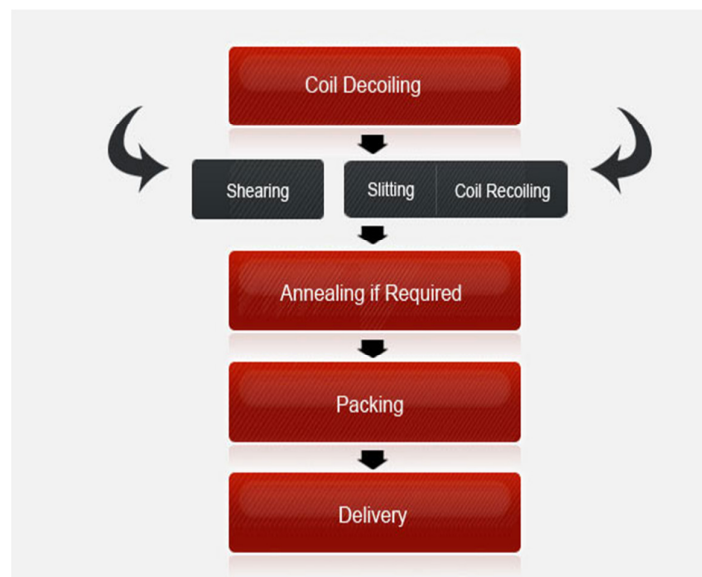 Coil Decoiling
Shearing
Slitting
Coil Recoiling
Annealing if Required
Packing
Delivery